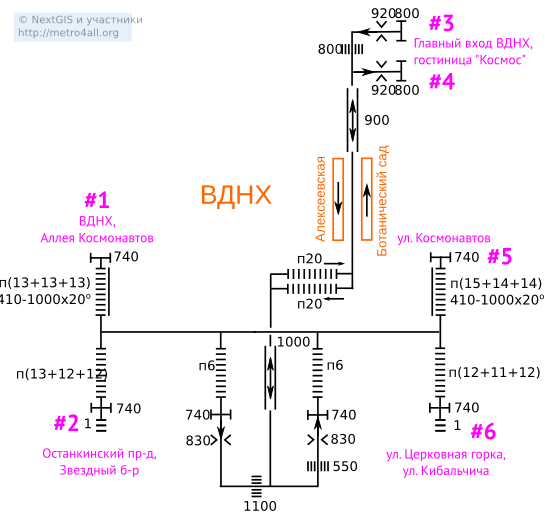 © NextGIS и участники
http://metro4all.org
920 800
#3
Главный вход ВДНХ,
гостиница "Космос"
800
920 800
#4
900
Алексеевская
Ботанический сад
ВДНХ
#1
ВДНХ,
Аллея Космонавтов
740
п(13+13+13)
410-1000x20º
ул. Космонавтов
#5
740
п(15+14+14)
410-1000x20º
п20
п20
1000
п6
п6
п(13+12+12)
п(12+11+12)
740
#2
1
740
740
740
1
#6
830
830
Останкинский пр-д,
Звездный б-р
ул. Церковная горка,
ул. Кибальчича
550
1100